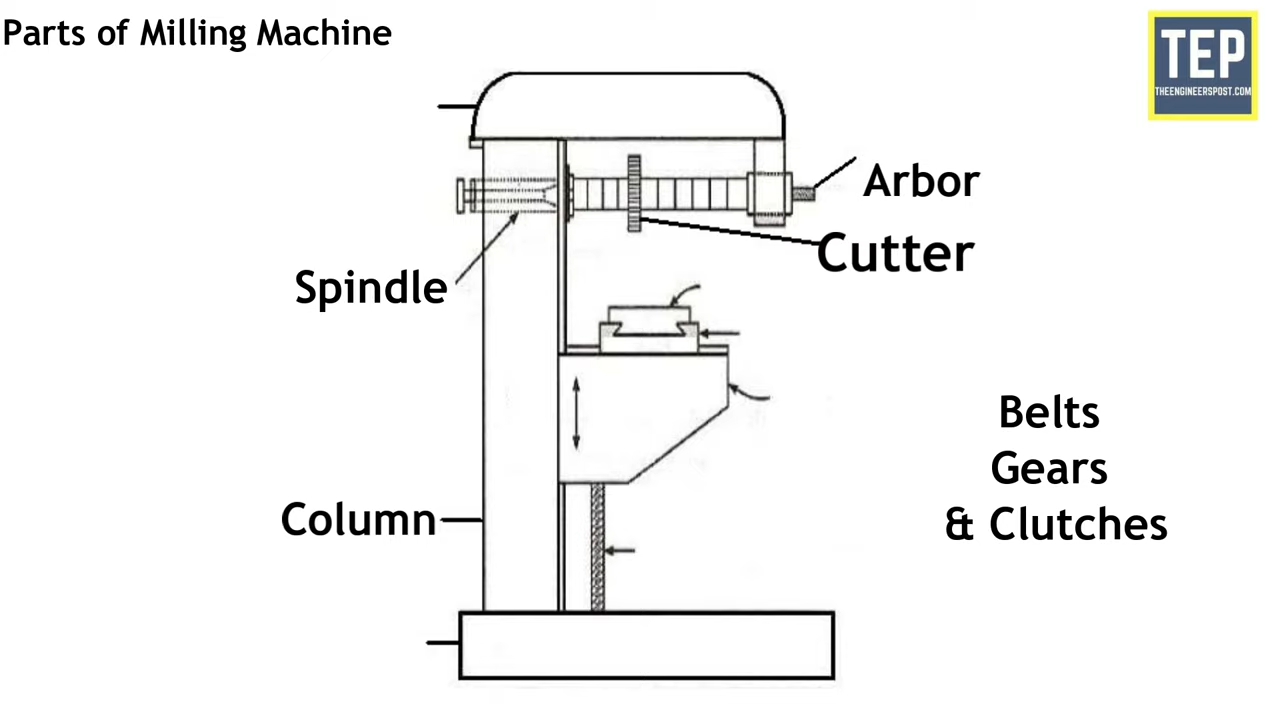 Parts of Milling Machine
TEP
THEENGINEERSPOST.COM
Arbor
Cutter
Spindle
Belts
Gears
& Clutches
Column